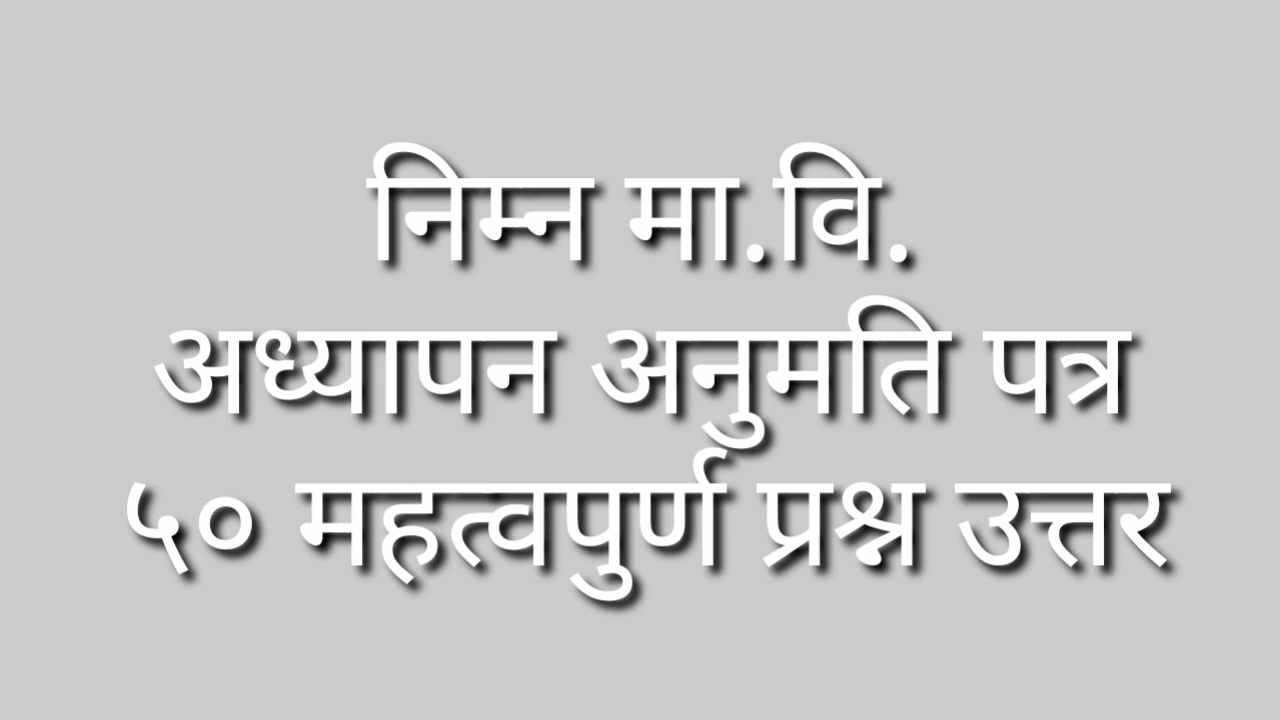 निम्न मा.वि.
अध्यापन अनुमति पत्र
५० महत्वपुर्ण प्रश्न उत्तर